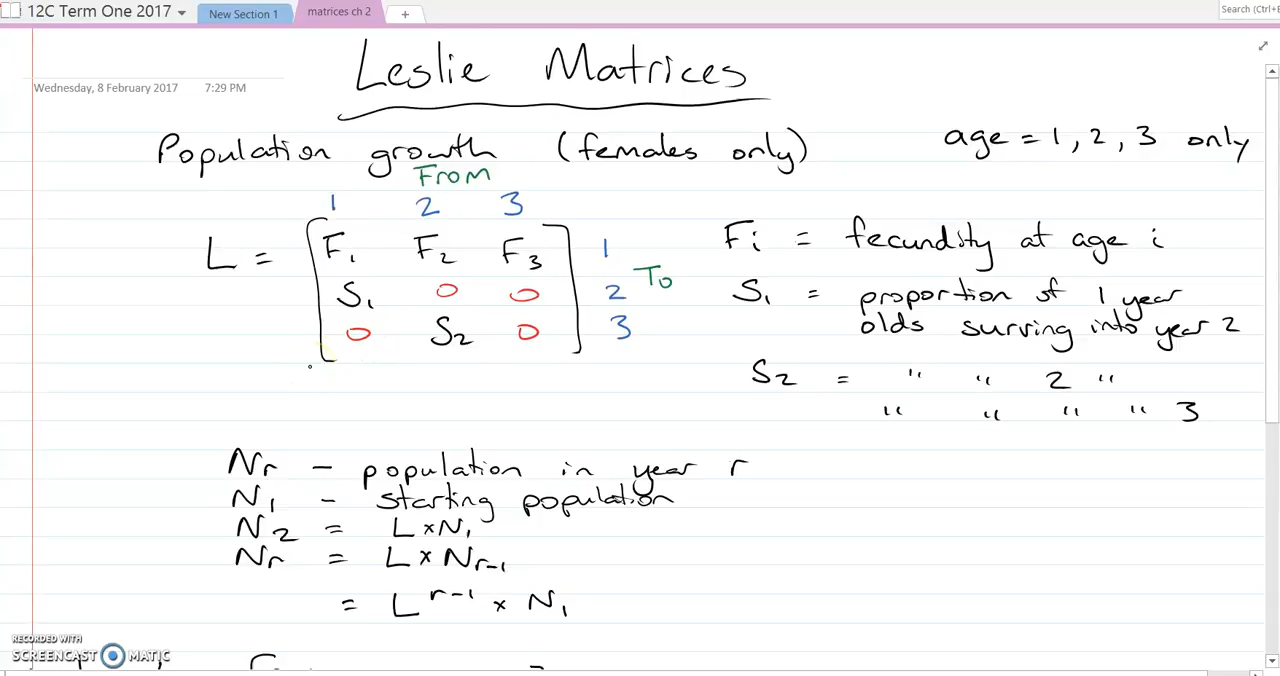 12C Term One 2017
New Section 1
matrices ch 2
+
Search (Ctrl+E
Leslie Matrices
Wednesday, 8 February 2017 7:29 PM
Population growth (females only)
age = 1, 2, 3 only
From
1 2 3
L = [ F₁ F₂ F₃ ] 1
S₁ 0 0 2 To
0 S₂ 0 3
Fi = fecundity at age i
S₁ = proportion of 1 year
olds surving into year 2
S₂ = " " 2 "
" " " " 3
Nr - population in year r
N₁ - starting population
N₂ = L × N₁
Nr = L × Nr-1
= L^(r-1) × N₁
RECORDED WITH
SCREENCAST MATIC